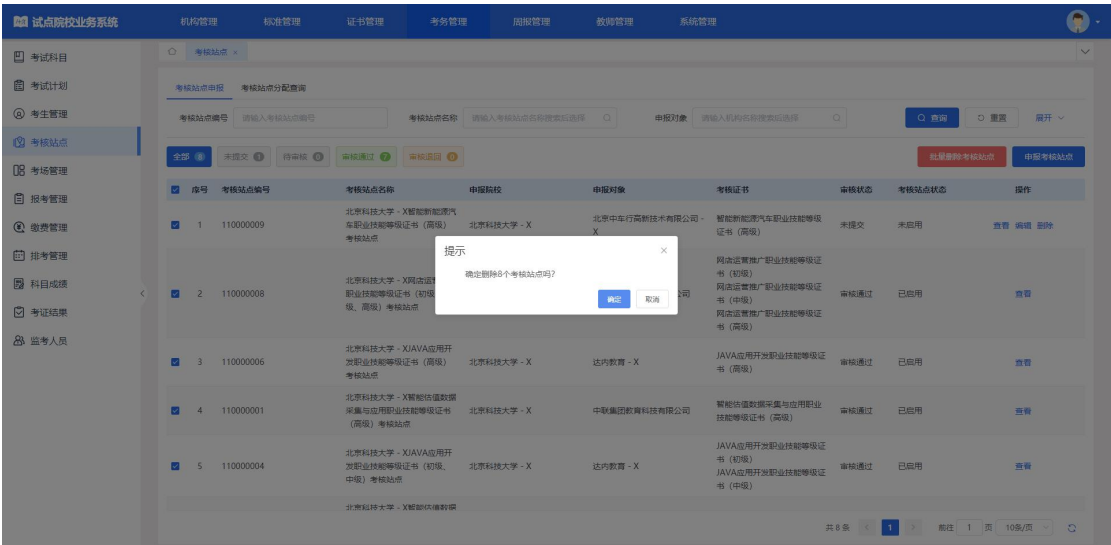 试点院校业务系统 机构管理 标准管理 证书管理 考务管理 周报管理 教师管理 系统管理
考试科目
考试计划
考生管理
考核站点
考场管理
报考管理
缴费管理
排考管理
科目成绩
考证结果
监考人员
考核站点 ×
考核站点申报 考核站点分配查询
考核站点编号 请输入考核站点编号 考核站点名称 请输入考核站点名称搜索后选择 申报对象 请输入机构名称搜索后选择 查询 重置 展开
全部 8 未提交 1 待审核 0 审核通过 7 审核退回 0 批量删除考核站点 申报考核站点
序号 考核站点编号 考核站点名称 申报院校 申报对象 考核证书 审核状态 考核站点状态 操作
1 110000009 北京科技大学 - X智能新能源汽
车职业技能等级证书（高级）
考核站点 北京科技大学 - X 北京中车行高新技术有限公司 -
X 智能新能源汽车职业技能等级
证书（高级） 未提交 未启用 查看 编辑 删除
提示 ×
确定删除8个考核站点吗?
确定 取消
2 110000008 北京科技大学 - X网店运营
职业技能等级证书（初级
级、高级）考核站点 公司 网店运营推广职业技能等级证
书（初级）
网店运营推广职业技能等级证
书（中级）
网店运营推广职业技能等级证
书（高级） 审核通过 已启用 查看
3 110000006 北京科技大学 - XJAVA应用开
发职业技能等级证书（高级）
考核站点 北京科技大学 - X 达内教育 - X JAVA应用开发职业技能等级证
书（高级） 审核通过 已启用 查看
4 110000001 北京科技大学 - X智能估值数据
采集与应用职业技能等级证书
（高级）考核站点 北京科技大学 - X 中联集团教育科技有限公司 智能估值数据采集与应用职业
技能等级证书（高级） 审核通过 已启用 查看
5 110000004 北京科技大学 - XJAVA应用开
发职业技能等级证书（初级、
中级）考核站点 北京科技大学 - X 达内教育 - X JAVA应用开发职业技能等级证
书（初级）
JAVA应用开发职业技能等级证
书（中级） 审核通过 已启用 查看
北京科技大学 - X智能估值数据
共 8 条 1 前往 1 页 10条/页